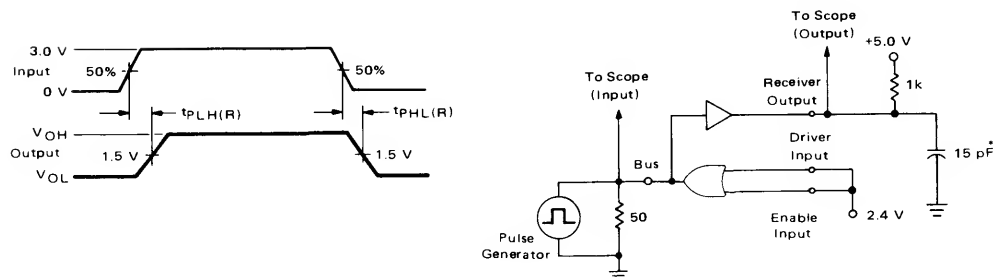 3.0 V
Input
50%
50%
0 V
tPLH(R)
tPHL(R)
VOH
Output
1.5 V
1.5 V
VOL
To Scope
(Output)
+5.0 V
To Scope
(Input)
Receiver
Output
1k
Driver
Input
15 pF*
Bus
50
Enable
Input
2.4 V
Pulse
Generator